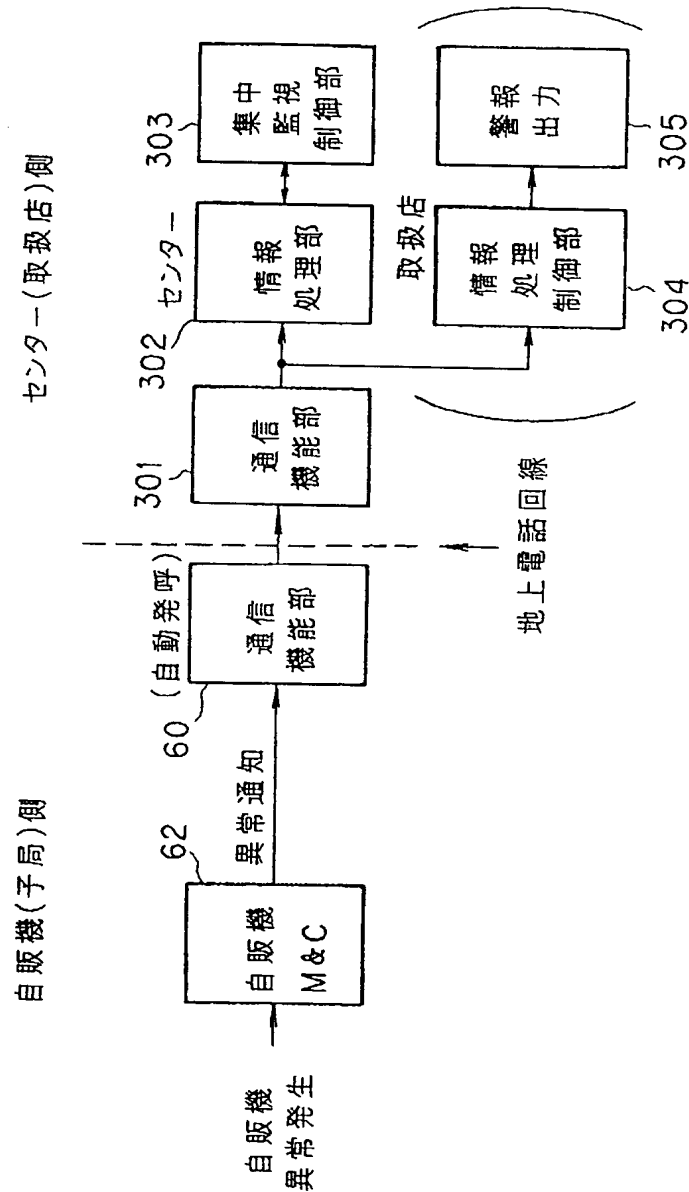 自販機(子局)側
センター(取扱店)側
自販機
異常発生
62
自販機
M&C
異常通知
60
(自動発呼)
通信
機能部
地上電話回線
301
通信
機能部
302
センター
情報
処理部
303
集中
監視
制御部
取扱店
情報
処理
制御部
304
警報
出力
305